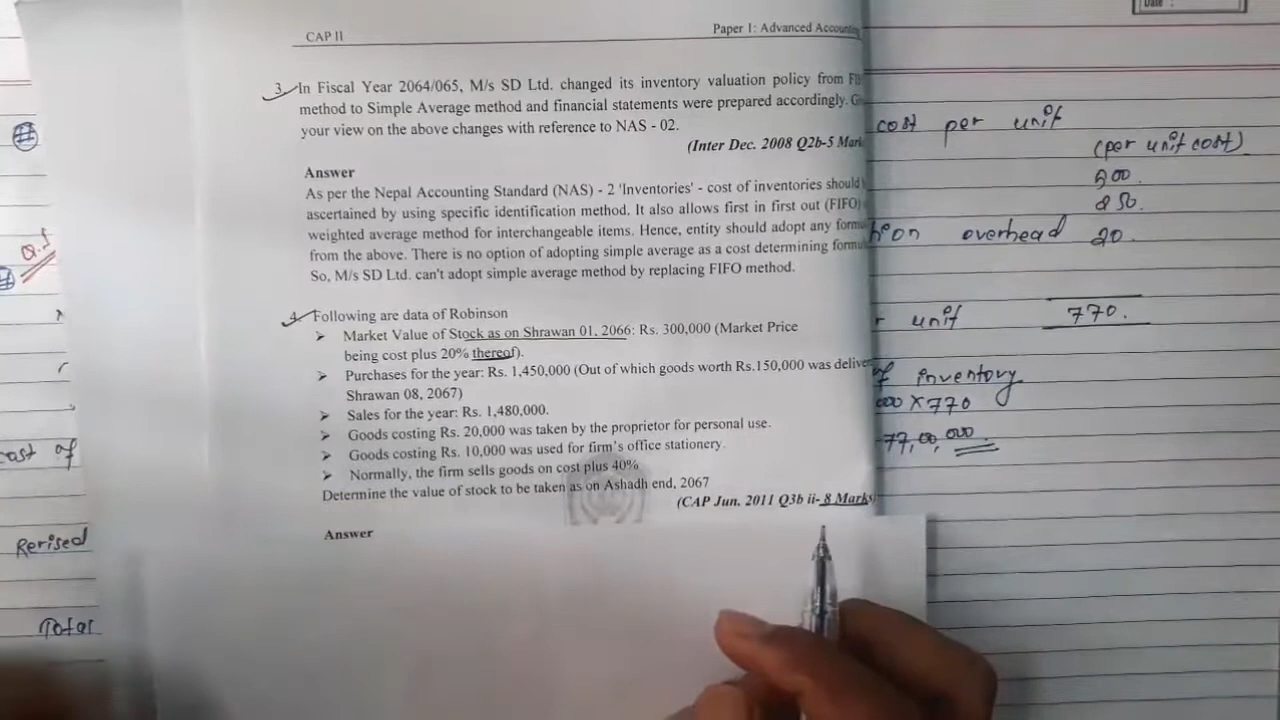 CAP II
Paper 1: Advanced Accounting
Date :
3. In Fiscal Year 2064/065, M/s SD Ltd. changed its inventory valuation policy from
method to Simple Average method and financial statements were prepared accordingly.
your view on the above changes with reference to NAS - 02.
(Inter Dec. 2008 Q2b-5 Mark
Answer
As per the Nepal Accounting Standard (NAS) - 2 'Inventories' - cost of inventories should
ascertained by using specific identification method. It also allows first in first out (FIFO)
weighted average method for interchangeable items. Hence, entity should adopt any
from the above. There is no option of adopting simple average as a cost determining
So, M/s SD Ltd. can't adopt simple average method by replacing FIFO method.
4. Following are data of Robinson
➢ Market Value of Stock as on Shrawan 01, 2066: Rs. 300,000 (Market Price
being cost plus 20% thereof).
➢ Purchases for the year: Rs. 1,450,000 (Out of which goods worth Rs.150,000 was
Shrawan 08, 2067)
➢ Sales for the year: Rs. 1,480,000.
➢ Goods costing Rs. 20,000 was taken by the proprietor for personal use.
➢ Goods costing Rs. 10,000 was used for firm's office stationery.
➢ Normally, the firm sells goods on cost plus 40%
Determine the value of stock to be taken as on Ashadh end, 2067
(CAP Jun. 2011 Q3b ii- 8 Marks)
Answer
cost of
Revised
Total
cost per unit
(per unit cost)
500
250.
overhead 20.
unit 770.
of inventory
000 × 770
77,00,000